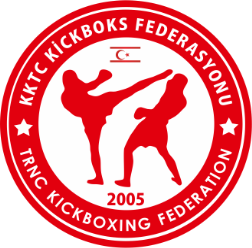 KKTC KİCKBOKS FEDERASYONU
2005
TRNC KICKBOXING FEDERATION